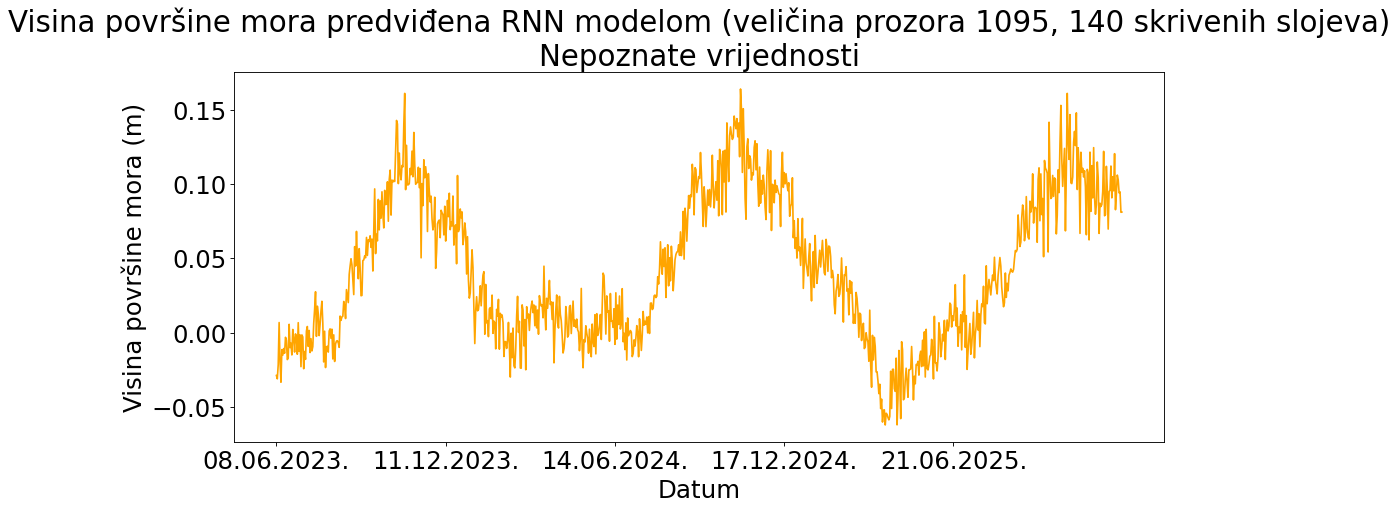 Visina površine mora predviđena RNN modelom (veličina prozora 1095, 140 skrivenih slojeva)
Nepoznate vrijednosti
Visina površine mora (m)
0.15
0.10
0.05
0.00
−0.05
08.06.2023. 11.12.2023. 14.06.2024. 17.12.2024. 21.06.2025.
Datum